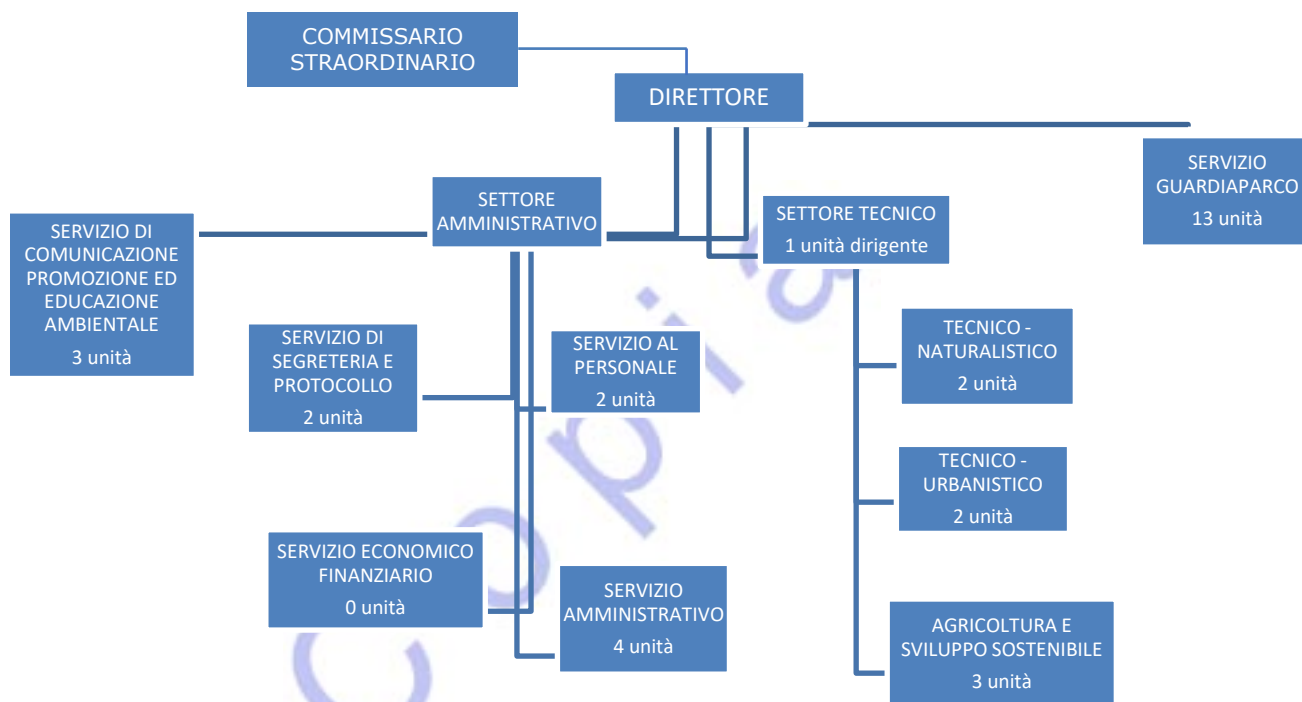 COMMISSARIO
STRAORDINARIO
DIRETTORE
SERVIZIO
GUARDIAPARCO
13 unità
SETTORE
AMMINISTRATIVO
SETTORE TECNICO
1 unità dirigente
SERVIZIO DI
COMUNICAZIONE
PROMOZIONE ED
EDUCAZIONE
AMBIENTALE
3 unità
SERVIZIO DI
SEGRETERIA E
PROTOCOLLO
2 unità
SERVIZIO AL
PERSONALE
2 unità
TECNICO -
NATURALISTICO
2 unità
TECNICO -
URBANISTICO
2 unità
SERVIZIO ECONOMICO
FINANZIARIO
0 unità
SERVIZIO
AMMINISTRATIVO
4 unità
AGRICOLTURA E
SVILUPPO SOSTENIBILE
3 unità
Copia